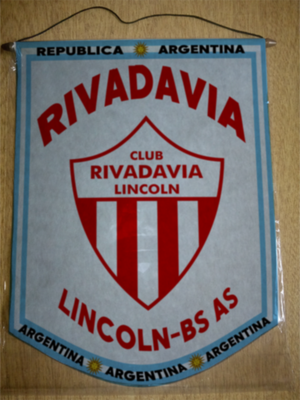 REPUBLICA ARGENTINA
RIVADAVIA
CLUB
RIVADAVIA
LINCOLN
LINCOLN-BS AS
ARGENTINA ARGENTINA ARGENTINA